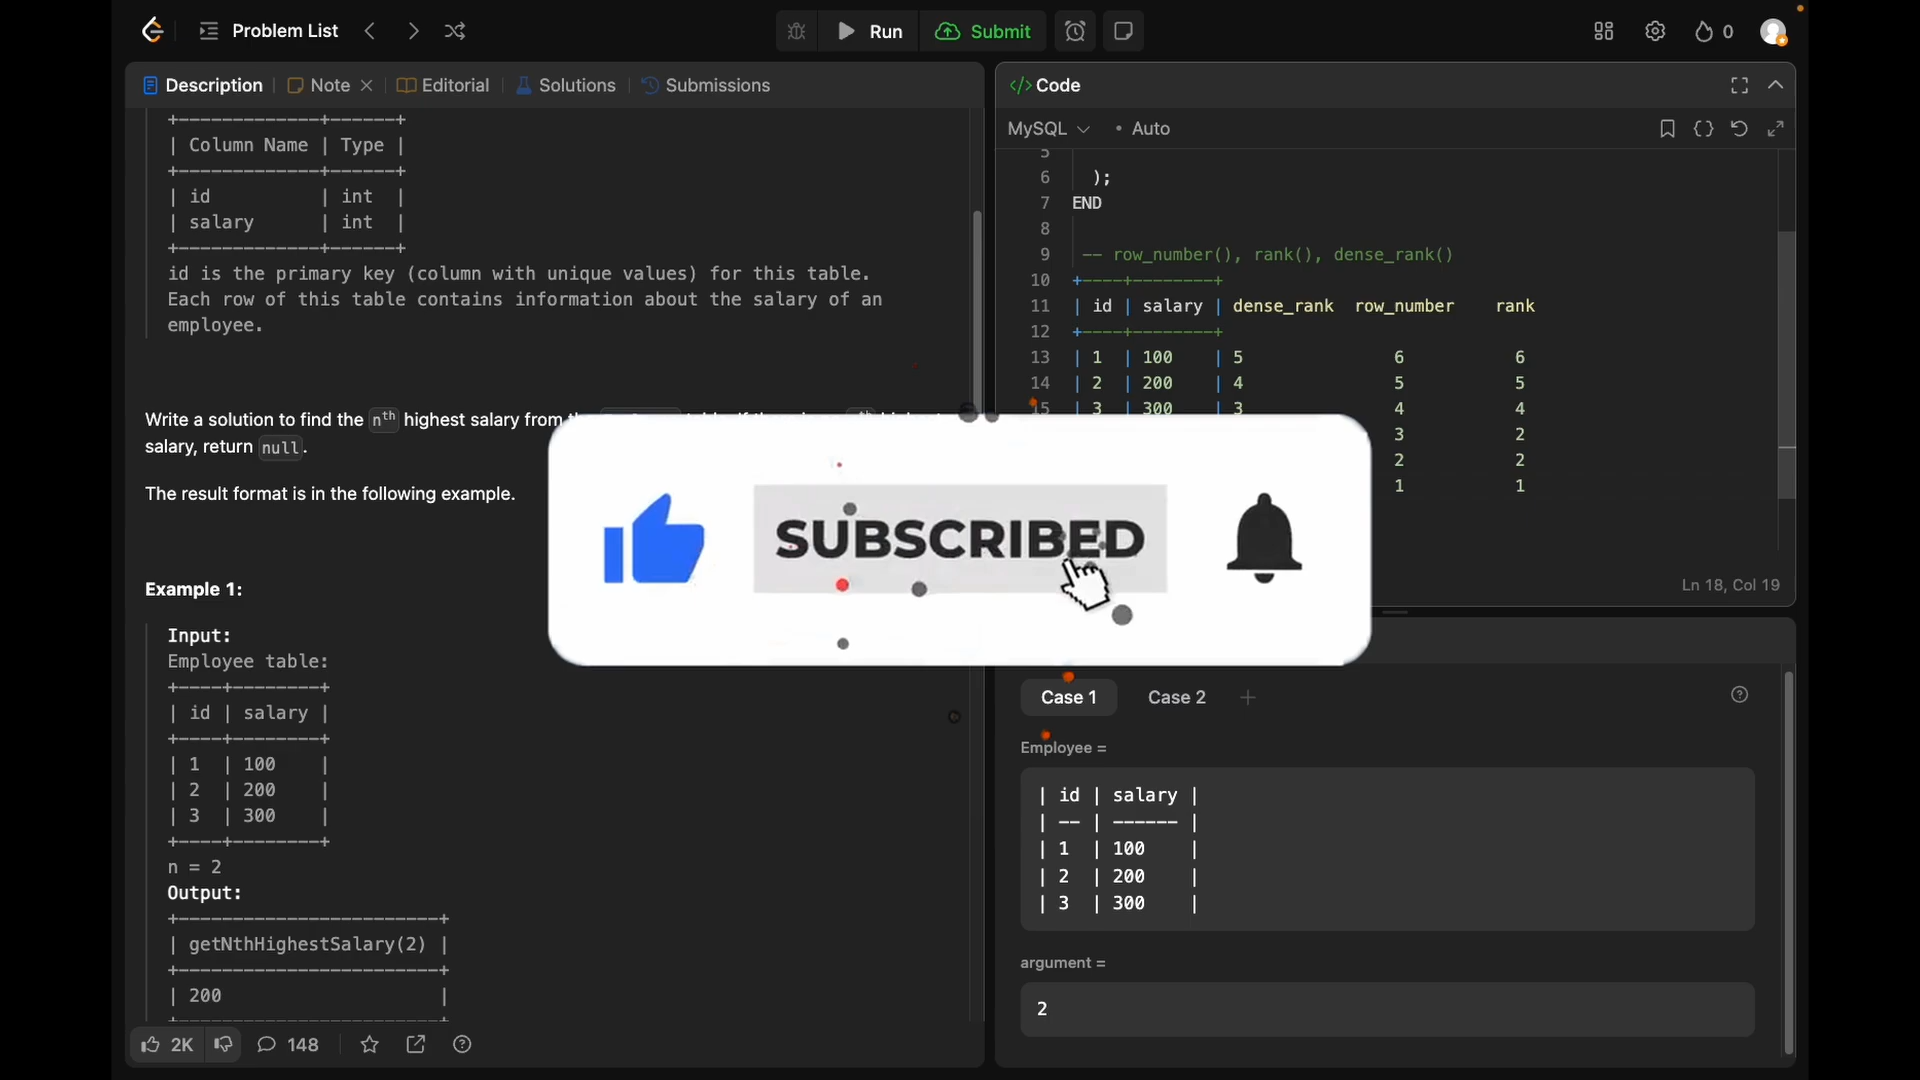 Problem List
Run
Submit
0
Description
Note
Editorial
Solutions
Submissions
+-------------+------+
| Column Name | Type |
+-------------+------+
| id          | int  |
| salary      | int  |
+-------------+------+
id is the primary key (column with unique values) for this table.
Each row of this table contains information about the salary of an
employee.
Write a solution to find the nth highest salary from
salary, return null.
The result format is in the following example.
Example 1:
Input:
Employee table:
+----+--------+
| id | salary |
+----+--------+
| 1  | 100    |
| 2  | 200    |
| 3  | 300    |
+----+--------+
n = 2
Output:
+------------------------+
| getNthHighestSalary(2) |
+------------------------+
| 200                    |
2K
148
</> Code
MySQL
• Auto
5
6 );
7 END
8
9 -- row_number(), rank(), dense_rank()
10 +----+--------+
11 | id | salary | dense_rank row_number rank
12 +----+--------+
13 | 1 | 100 | 5 6 6
14 | 2 | 200 | 4 5 5
15 | 3 | 300 | 3 4 4
3 2
2 2
1 1
Ln 18, Col 19
SUBSCRIBED
Case 1
Case 2
Employee =
| id | salary |
| -- | ------ |
| 1  | 100    |
| 2  | 200    |
| 3  | 300    |
argument =
2